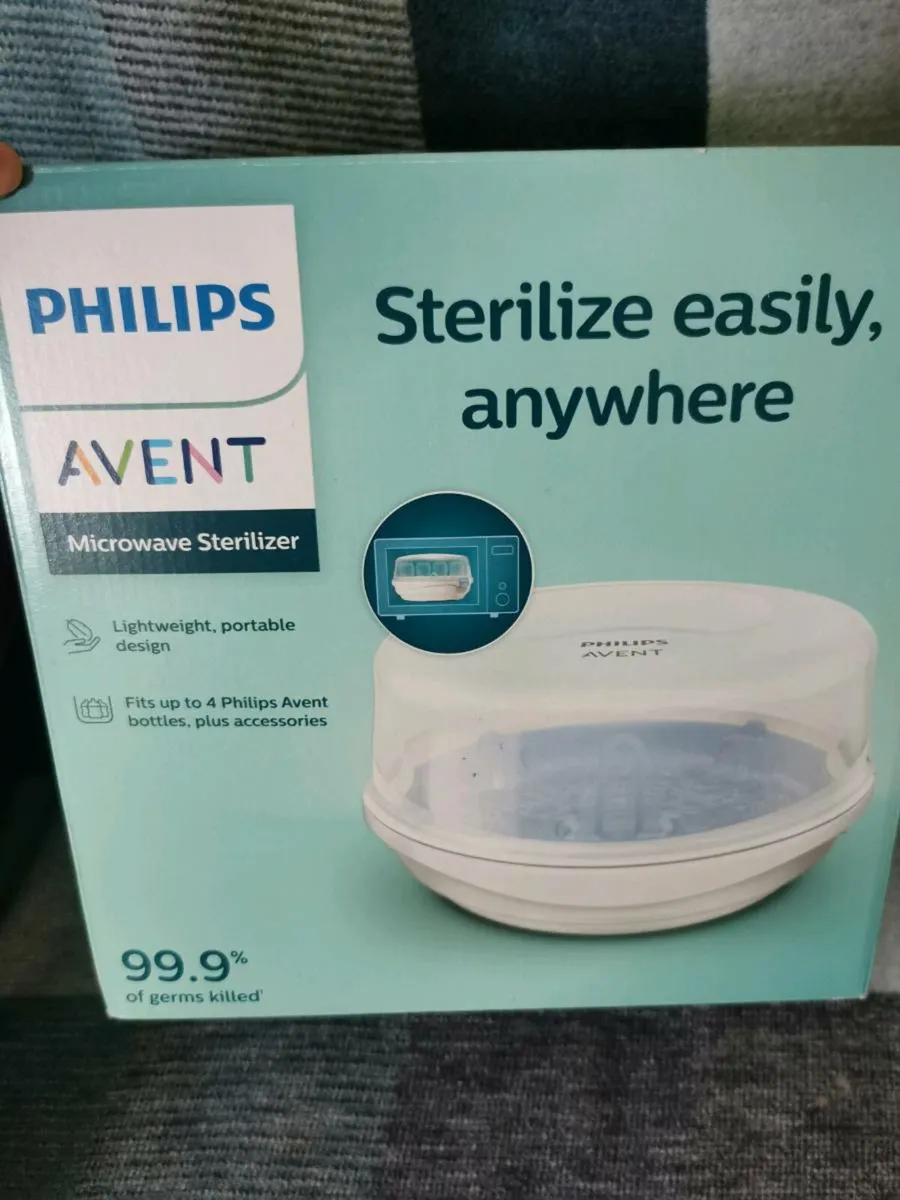 PHILIPS
AVENT
Microwave Sterilizer
Sterilize easily,
anywhere
Lightweight, portable
design
Fits up to 4 Philips Avent
bottles, plus accessories
PHILIPS
AVENT
99.9%
of germs killed¹